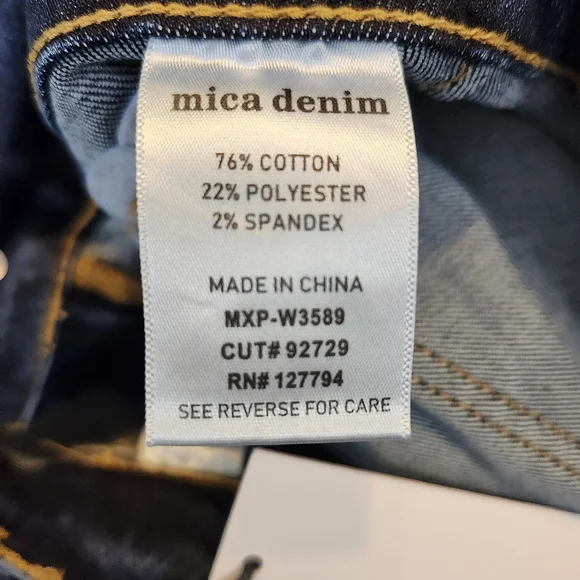 mica denim
76% COTTON
22% POLYESTER
2% SPANDEX
MADE IN CHINA
MXP-W3589
CUT# 92729
RN# 127794
SEE REVERSE FOR CARE